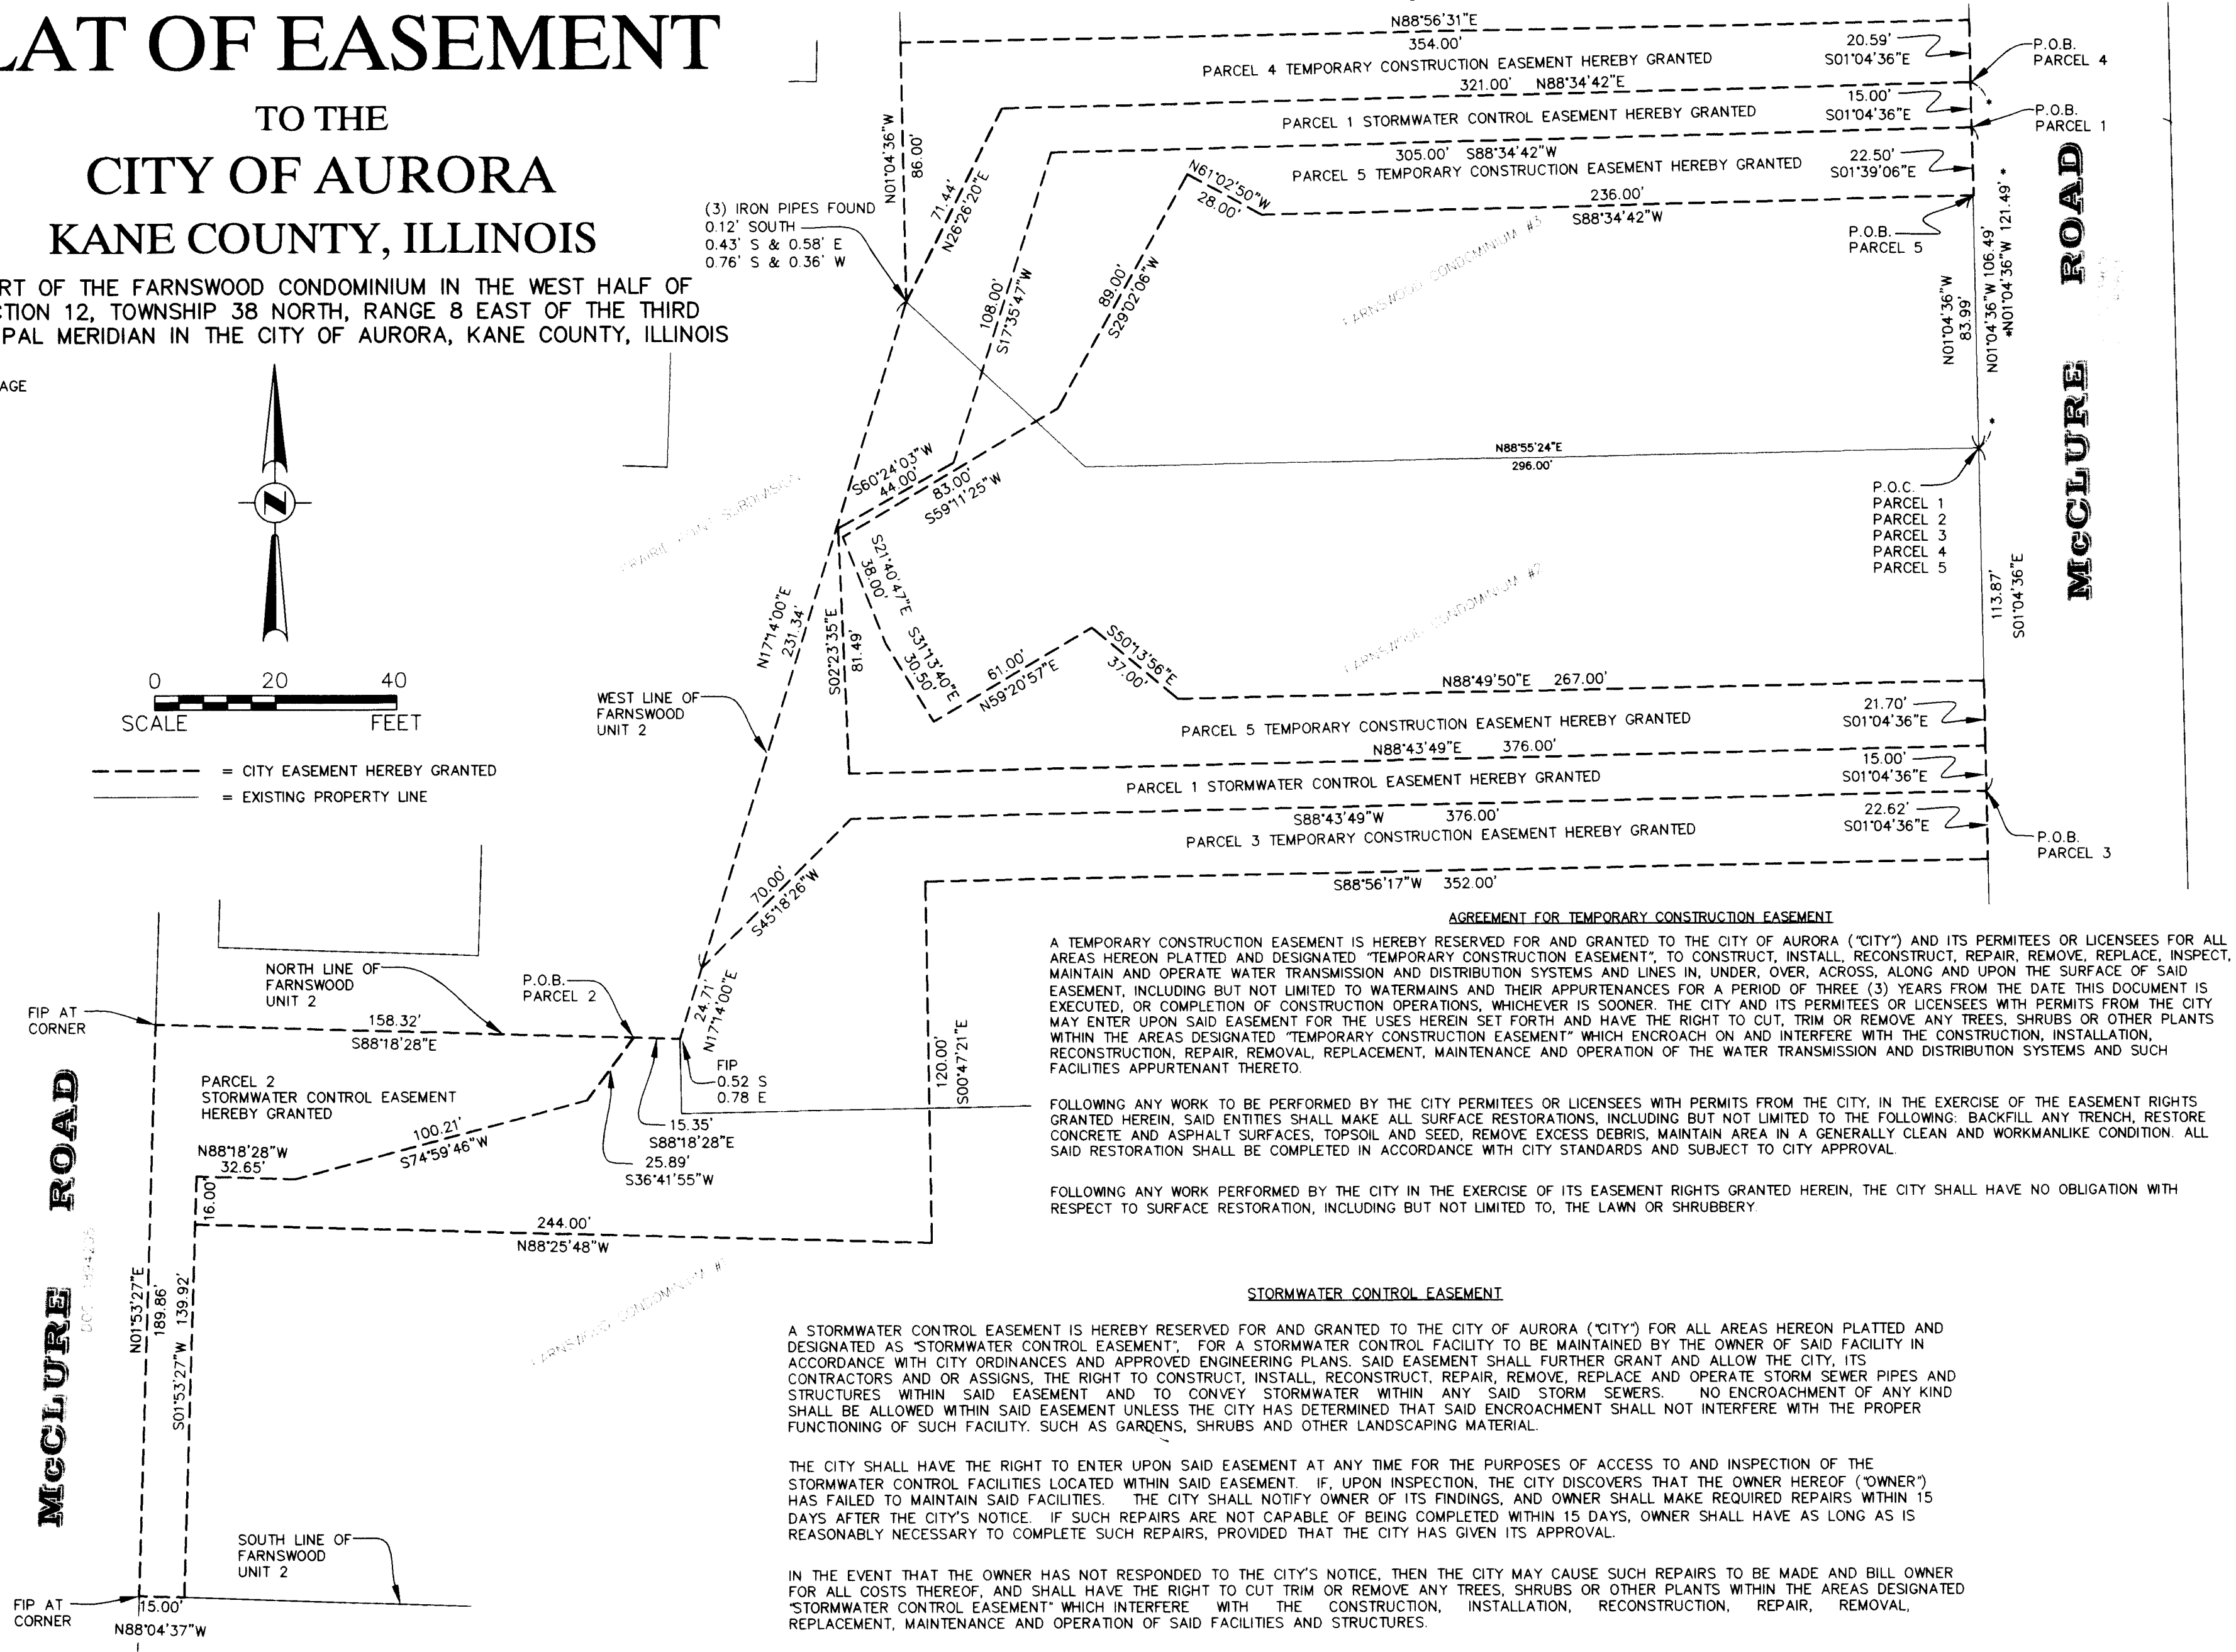 LAT OF EASEMENT
TO THE
CITY OF AURORA
KANE COUNTY, ILLINOIS
RT OF THE FARNSWOOD CONDOMINIUM IN THE WEST HALF OF
CTION 12, TOWNSHIP 38 NORTH, RANGE 8 EAST OF THE THIRD
PAL MERIDIAN IN THE CITY OF AURORA, KANE COUNTY, ILLINOIS
AGE
N
0 20 40
SCALE FEET
= CITY EASEMENT HEREBY GRANTED
= EXISTING PROPERTY LINE
N88°56'31"E
354.00'
PARCEL 4 TEMPORARY CONSTRUCTION EASEMENT HEREBY GRANTED
20.59'
S01°04'36"E
P.O.B.
PARCEL 4
321.00' N88°34'42"E
PARCEL 1 STORMWATER CONTROL EASEMENT HEREBY GRANTED
15.00'
S01°04'36"E
P.O.B.
PARCEL 1
305.00' S88°34'42"W
PARCEL 5 TEMPORARY CONSTRUCTION EASEMENT HEREBY GRANTED
22.50'
S01°39'06"E
236.00'
S88°34'42"W
P.O.B.
PARCEL 5
N61°02'50"W
28.00'
N01°04'36"W
86.00'
71.44'
N26°26'20"E
(3) IRON PIPES FOUND
0.12' SOUTH
0.43' S & 0.58' E
0.76' S & 0.36' W
108.00'
S17°35'47"W
89.00'
S29°02'06"W
FARNSWOOD CONDOMINIUM #3
N01°04'36"W
83.99'
N01°04'36"W 106.49'
*N01°04'36"W 121.49' *
*
*
McCLURE ROAD
N88°55'24"E
296.00'
P.O.C.
PARCEL 1
PARCEL 2
PARCEL 3
PARCEL 4
PARCEL 5
113.87'
S01°04'36"E
S60°24'03"W
44.00'
83.00'
S59°11'25"W
SUBDIVISION
FARNSWOOD CONDOMINIUM #2
S21°40'47"E
38.00'
S31°13'40"E
30.50'
S02°23'35"E
81.49'
N17°14'00"E
231.34'
61.00'
N59°20'57"E
S50°13'56"E
37.00'
N88°49'50"E 267.00'
WEST LINE OF
FARNSWOOD
UNIT 2
PARCEL 5 TEMPORARY CONSTRUCTION EASEMENT HEREBY GRANTED
21.70'
S01°04'36"E
N88°43'49"E 376.00'
PARCEL 1 STORMWATER CONTROL EASEMENT HEREBY GRANTED
15.00'
S01°04'36"E
S88°43'49"W 376.00'
PARCEL 3 TEMPORARY CONSTRUCTION EASEMENT HEREBY GRANTED
22.62'
S01°04'36"E
P.O.B.
PARCEL 3
S88°56'17"W 352.00'
70.00'
S45°18'26"W
24.71'
N17°14'00"E
120.00'
S00°47'21"E
NORTH LINE OF
FARNSWOOD
UNIT 2
P.O.B.
PARCEL 2
FIP AT
CORNER
158.32'
S88°18'28"E
FIP
0.52 S
0.78 E
15.35'
S88°18'28"E
25.89'
S36°41'55"W
PARCEL 2
STORMWATER CONTROL EASEMENT
HEREBY GRANTED
100.21'
S74°59'46"W
N88°18'28"W
32.65'
16.00'
244.00'
N88°25'48"W
N01°53'27"E
189.86'
S01°53'27"W 139.92'
McCLURE ROAD
FARNSWOOD CONDOMINIUM #1
SOUTH LINE OF
FARNSWOOD
UNIT 2
FIP AT
CORNER
15.00'
N88°04'37"W
AGREEMENT FOR TEMPORARY CONSTRUCTION EASEMENT
A TEMPORARY CONSTRUCTION EASEMENT IS HEREBY RESERVED FOR AND GRANTED TO THE CITY OF AURORA ("CITY") AND ITS PERMITEES OR LICENSEES FOR ALL
AREAS HEREON PLATTED AND DESIGNATED "TEMPORARY CONSTRUCTION EASEMENT", TO CONSTRUCT, INSTALL, RECONSTRUCT, REPAIR, REMOVE, REPLACE, INSPECT,
MAINTAIN AND OPERATE WATER TRANSMISSION AND DISTRIBUTION SYSTEMS AND LINES IN, UNDER, OVER, ACROSS, ALONG AND UPON THE SURFACE OF SAID
EASEMENT, INCLUDING BUT NOT LIMITED TO WATERMAINS AND THEIR APPURTENANCES FOR A PERIOD OF THREE (3) YEARS FROM THE DATE THIS DOCUMENT IS
EXECUTED, OR COMPLETION OF CONSTRUCTION OPERATIONS, WHICHEVER IS SOONER. THE CITY AND ITS PERMITEES OR LICENSEES WITH PERMITS FROM THE CITY
MAY ENTER UPON SAID EASEMENT FOR THE USES HEREIN SET FORTH AND HAVE THE RIGHT TO CUT, TRIM OR REMOVE ANY TREES, SHRUBS OR OTHER PLANTS
WITHIN THE AREAS DESIGNATED "TEMPORARY CONSTRUCTION EASEMENT" WHICH ENCROACH ON AND INTERFERE WITH THE CONSTRUCTION, INSTALLATION,
RECONSTRUCTION, REPAIR, REMOVAL, REPLACEMENT, MAINTENANCE AND OPERATION OF THE WATER TRANSMISSION AND DISTRIBUTION SYSTEMS AND SUCH
FACILITIES APPURTENANT THERETO.
FOLLOWING ANY WORK TO BE PERFORMED BY THE CITY PERMITEES OR LICENSEES WITH PERMITS FROM THE CITY, IN THE EXERCISE OF THE EASEMENT RIGHTS
GRANTED HEREIN, SAID ENTITIES SHALL MAKE ALL SURFACE RESTORATIONS, INCLUDING BUT NOT LIMITED TO THE FOLLOWING: BACKFILL ANY TRENCH, RESTORE
CONCRETE AND ASPHALT SURFACES, TOPSOIL AND SEED, REMOVE EXCESS DEBRIS, MAINTAIN AREA IN A GENERALLY CLEAN AND WORKMANLIKE CONDITION. ALL
SAID RESTORATION SHALL BE COMPLETED IN ACCORDANCE WITH CITY STANDARDS AND SUBJECT TO CITY APPROVAL.
FOLLOWING ANY WORK PERFORMED BY THE CITY IN THE EXERCISE OF ITS EASEMENT RIGHTS GRANTED HEREIN, THE CITY SHALL HAVE NO OBLIGATION WITH
RESPECT TO SURFACE RESTORATION, INCLUDING BUT NOT LIMITED TO, THE LAWN OR SHRUBBERY.
STORMWATER CONTROL EASEMENT
A STORMWATER CONTROL EASEMENT IS HEREBY RESERVED FOR AND GRANTED TO THE CITY OF AURORA ("CITY") FOR ALL AREAS HEREON PLATTED AND
DESIGNATED AS "STORMWATER CONTROL EASEMENT", FOR A STORMWATER CONTROL FACILITY TO BE MAINTAINED BY THE OWNER OF SAID FACILITY IN
ACCORDANCE WITH CITY ORDINANCES AND APPROVED ENGINEERING PLANS. SAID EASEMENT SHALL FURTHER GRANT AND ALLOW THE CITY, ITS
CONTRACTORS AND OR ASSIGNS, THE RIGHT TO CONSTRUCT, INSTALL, RECONSTRUCT, REPAIR, REMOVE, REPLACE AND OPERATE STORM SEWER PIPES AND
STRUCTURES WITHIN SAID EASEMENT AND TO CONVEY STORMWATER WITHIN ANY SAID STORM SEWERS. NO ENCROACHMENT OF ANY KIND
SHALL BE ALLOWED WITHIN SAID EASEMENT UNLESS THE CITY HAS DETERMINED THAT SAID ENCROACHMENT SHALL NOT INTERFERE WITH THE PROPER
FUNCTIONING OF SUCH FACILITY. SUCH AS GARDENS, SHRUBS AND OTHER LANDSCAPING MATERIAL.
THE CITY SHALL HAVE THE RIGHT TO ENTER UPON SAID EASEMENT AT ANY TIME FOR THE PURPOSES OF ACCESS TO AND INSPECTION OF THE
STORMWATER CONTROL FACILITIES LOCATED WITHIN SAID EASEMENT. IF, UPON INSPECTION, THE CITY DISCOVERS THAT THE OWNER HEREOF ("OWNER")
HAS FAILED TO MAINTAIN SAID FACILITIES. THE CITY SHALL NOTIFY OWNER OF ITS FINDINGS, AND OWNER SHALL MAKE REQUIRED REPAIRS WITHIN 15
DAYS AFTER THE CITY'S NOTICE. IF SUCH REPAIRS ARE NOT CAPABLE OF BEING COMPLETED WITHIN 15 DAYS, OWNER SHALL HAVE AS LONG AS IS
REASONABLY NECESSARY TO COMPLETE SUCH REPAIRS, PROVIDED THAT THE CITY HAS GIVEN ITS APPROVAL.
IN THE EVENT THAT THE OWNER HAS NOT RESPONDED TO THE CITY'S NOTICE, THEN THE CITY MAY CAUSE SUCH REPAIRS TO BE MADE AND BILL OWNER
FOR ALL COSTS THEREOF, AND SHALL HAVE THE RIGHT TO CUT TRIM OR REMOVE ANY TREES, SHRUBS OR OTHER PLANTS WITHIN THE AREAS DESIGNATED
"STORMWATER CONTROL EASEMENT" WHICH INTERFERE WITH THE CONSTRUCTION, INSTALLATION, RECONSTRUCTION, REPAIR, REMOVAL,
REPLACEMENT, MAINTENANCE AND OPERATION OF SAID FACILITIES AND STRUCTURES.